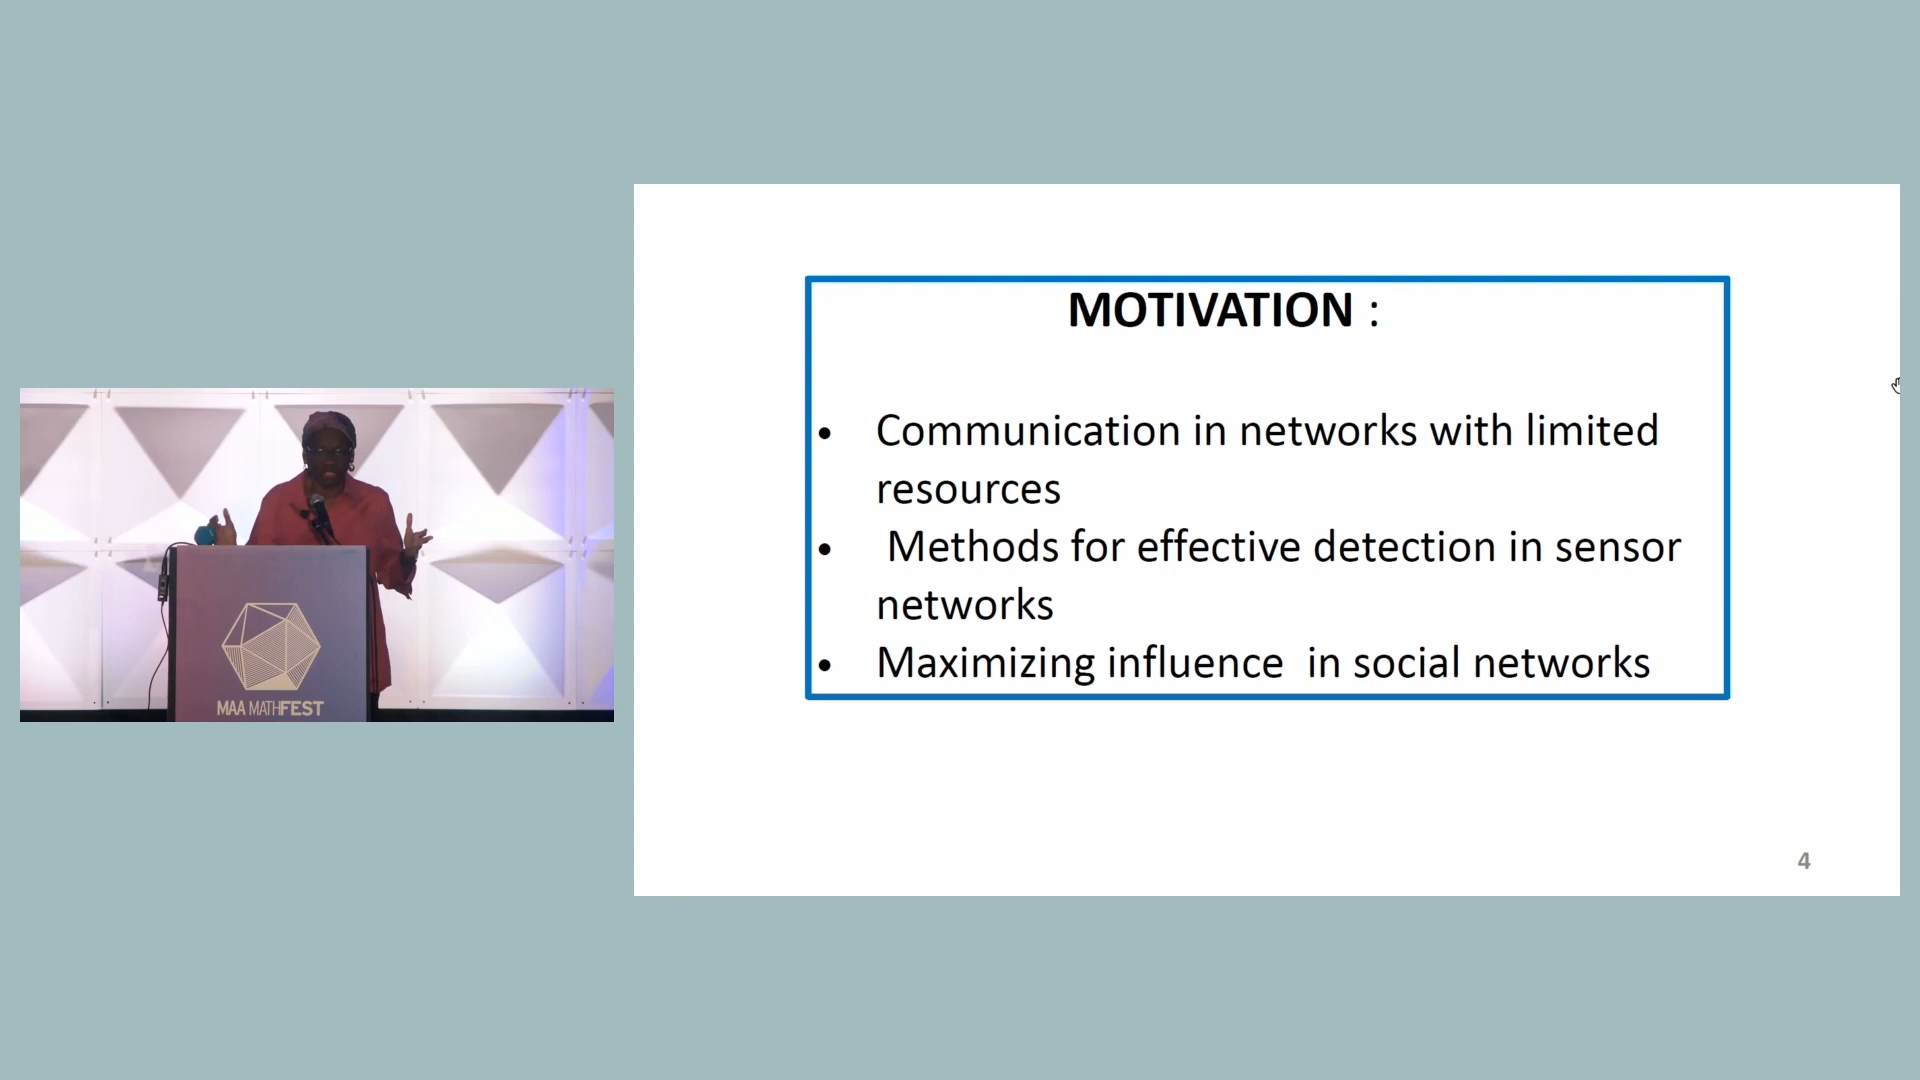 MOTIVATION :
• Communication in networks with limited
resources
• Methods for effective detection in sensor
networks
• Maximizing influence in social networks
4
MAA MATHFEST